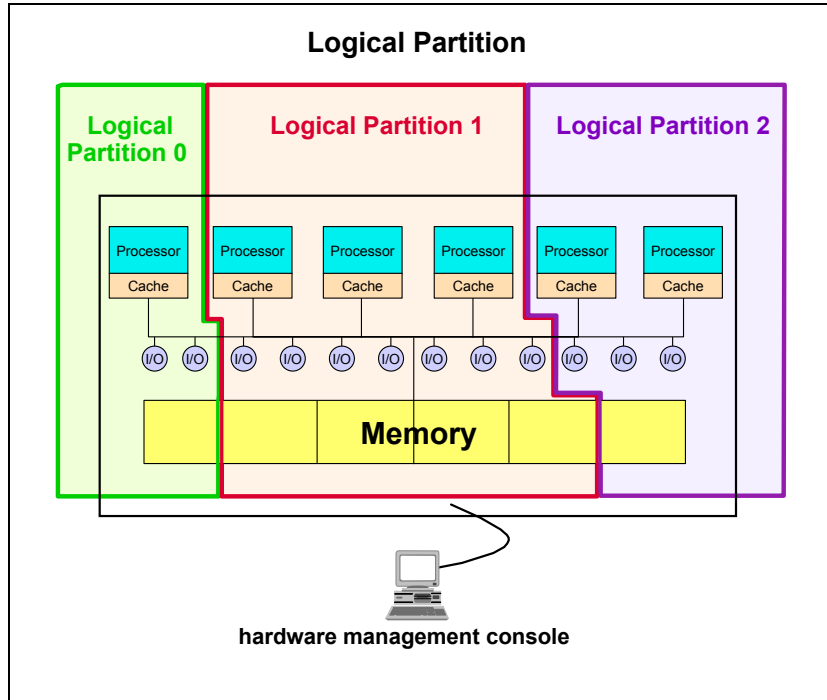 Logical Partition
Logical
Partition 0
Logical Partition 1
Logical Partition 2
Processor
Processor
Processor
Processor
Processor
Processor
Cache
Cache
Cache
Cache
Cache
Cache
I/O
I/O
I/O
I/O
I/O
I/O
I/O
I/O
I/O
I/O
I/O
I/O
Memory
hardware management console